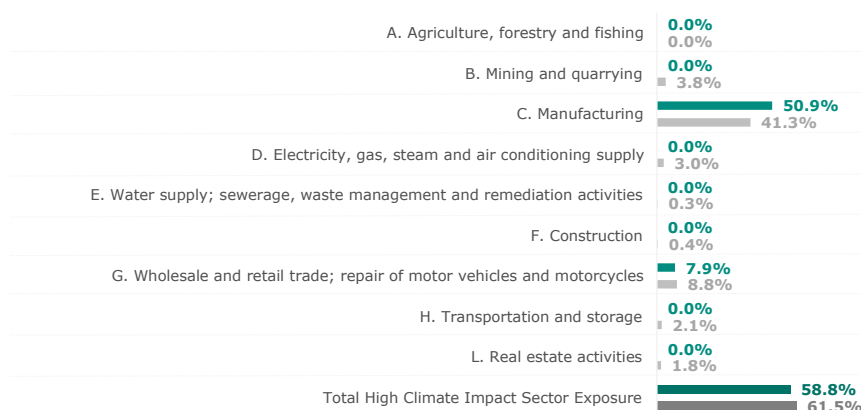 A. Agriculture, forestry and fishing
0.0%
0.0%
B. Mining and quarrying
0.0%
3.8%
C. Manufacturing
50.9%
41.3%
D. Electricity, gas, steam and air conditioning supply
0.0%
3.0%
E. Water supply; sewerage, waste management and remediation activities
0.0%
0.3%
F. Construction
0.0%
0.4%
G. Wholesale and retail trade; repair of motor vehicles and motorcycles
7.9%
8.8%
H. Transportation and storage
0.0%
2.1%
L. Real estate activities
0.0%
1.8%
Total High Climate Impact Sector Exposure
58.8%
61.5%